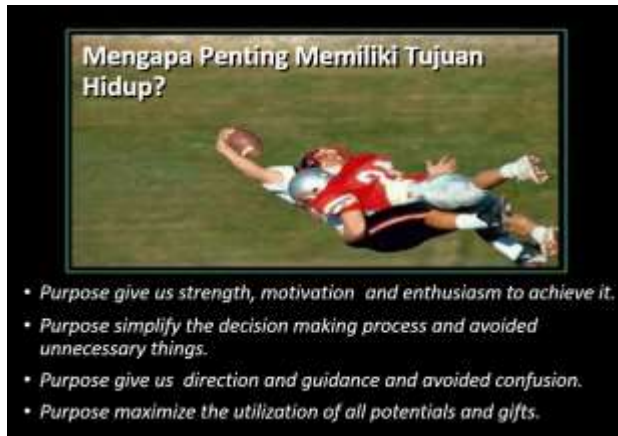 Mengapa Penting Memiliki Tujuan
Hidup?
• Purpose give us strength, motivation and enthusiasm to achieve it.
• Purpose simplify the decision making process and avoided
unnecessary things.
• Purpose give us direction and guidance and avoided confusion.
• Purpose maximize the utilization of all potentials and gifts.